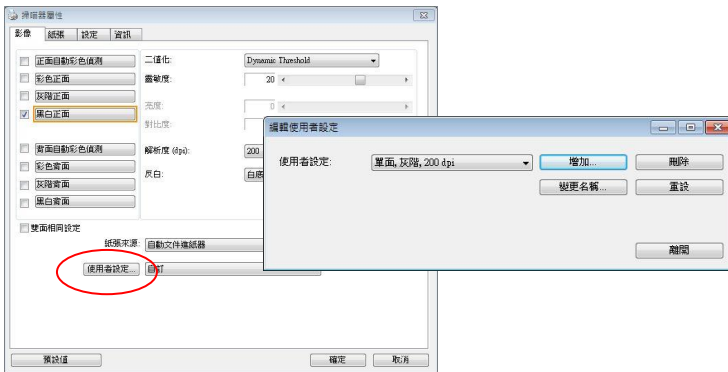 掃瞄器屬性
影像 紙張 設定 資訊
正面自動彩色偵測
彩色正面
灰階正面
黑白正面
背面自動彩色偵測
彩色背面
灰階背面
黑白背面
二值化: Dynamic Threshold
靈敏度: 20
亮度: 0
對比度:
解析度 (dpi): 200
反白: 白底
雙面相同設定
紙張來源: 自動文件進紙器
使用者設定... 自訂
預設值 確定 取消
編輯使用者設定
使用者設定: 單面, 灰階, 200 dpi 增加... 刪除
變更名稱... 重設
離開